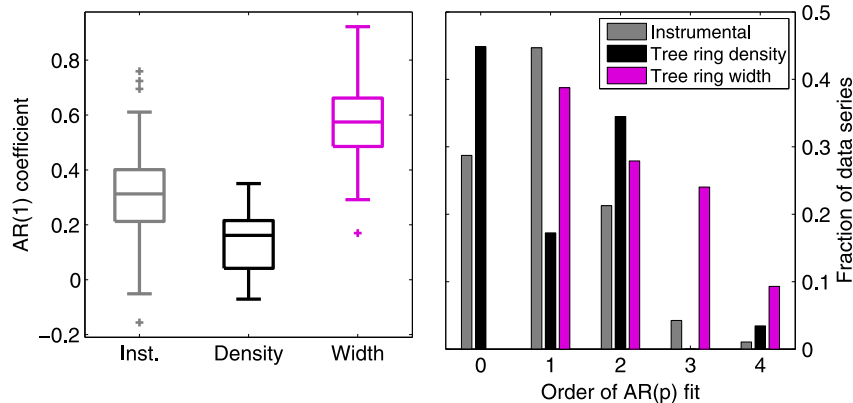 AR(1) coefficient
0.8
0.6
0.4
0.2
0
−0.2
Inst.
Density
Width
Instrumental
Tree ring density
Tree ring width
0.5
0.4
0.3
0.2
0.1
0
Fraction of data series
0
1
2
3
4
Order of AR(p) fit